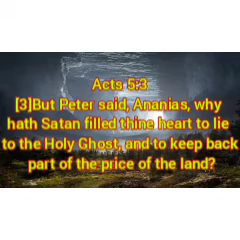 Acts 5:3
[3]But Peter said, Ananias, why
hath Satan filled thine heart to lie
to the Holy Ghost, and to keep back
part of the price of the land?